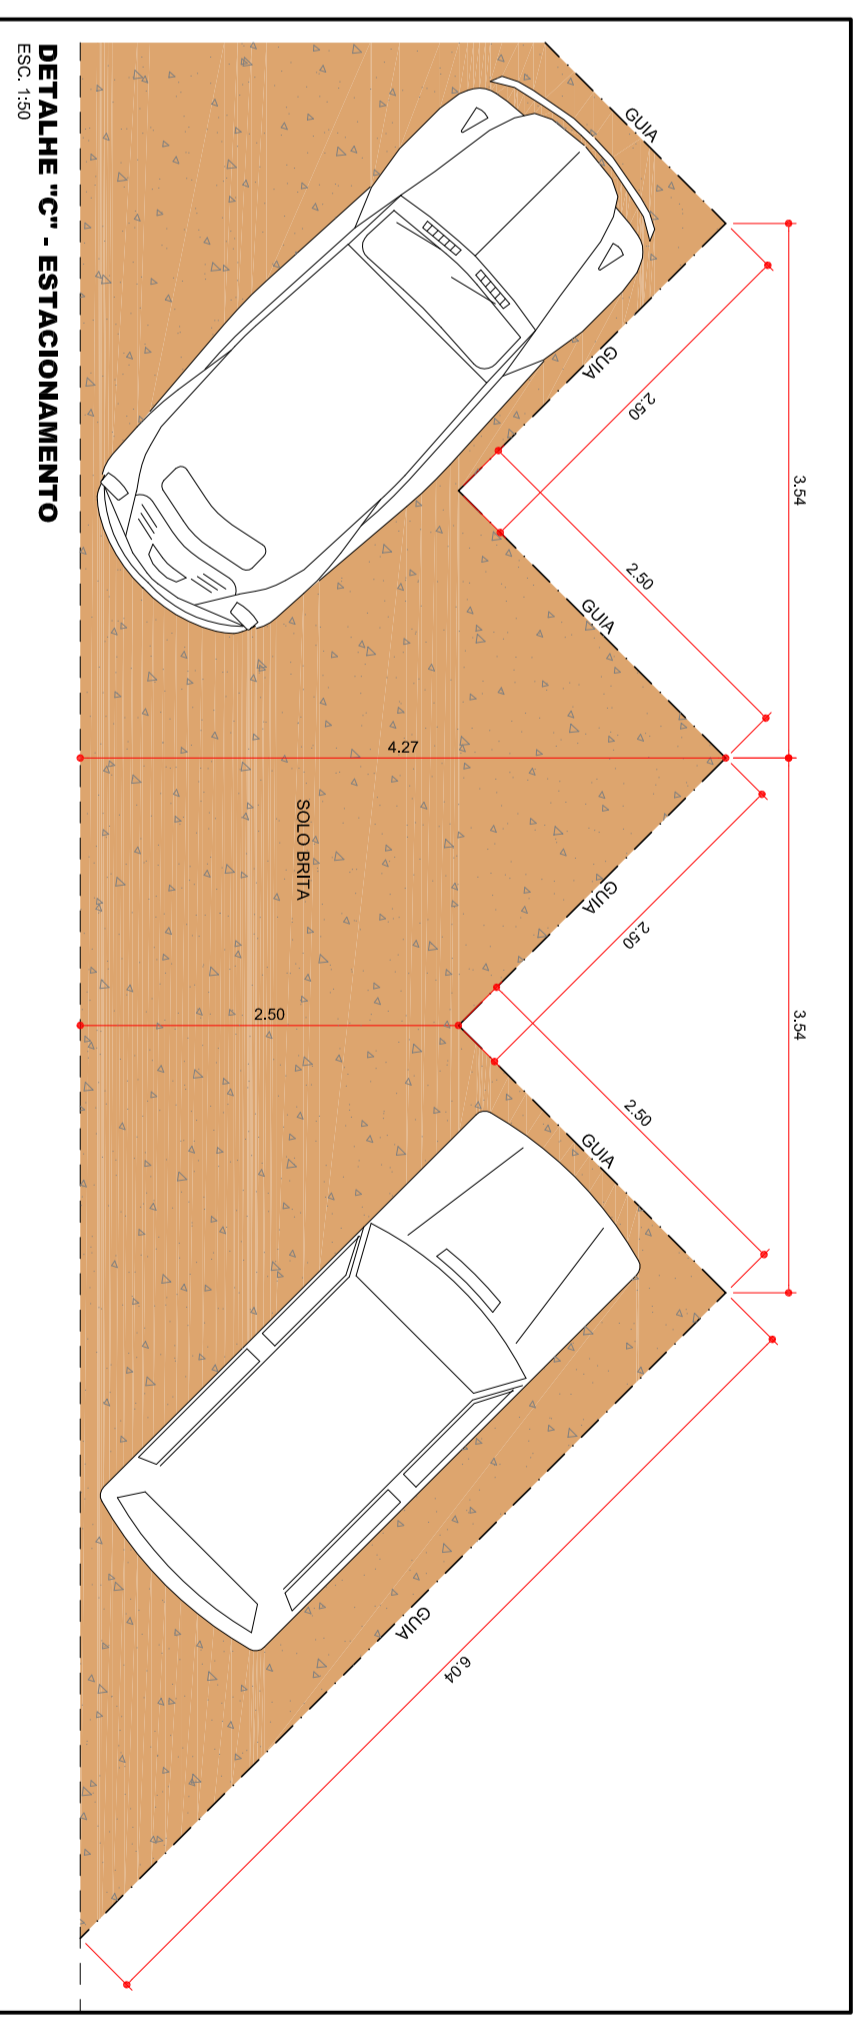 GUIA
3.54
GUIA
2.50
2.50
GUIA
4.27
SOLO BRITA
GUIA
2.50
3.54
2.50
2.50
GUIA
GUIA
6.04
DETALHE "C" - ESTACIONAMENTO
ESC. 1:50